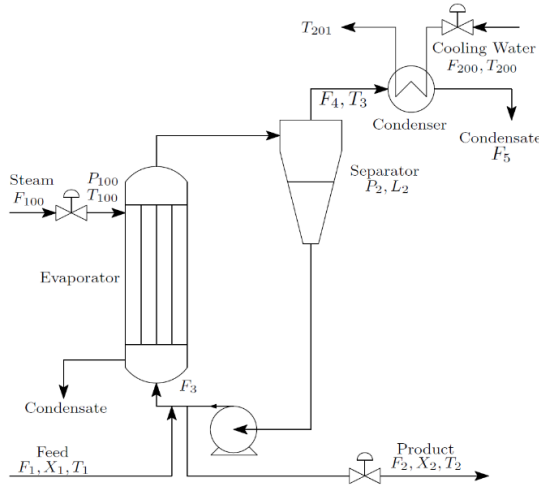 T201
Cooling Water
F200, T200
F4, T3
Condenser
Condensate
F5
Separator
P2, L2
Steam
F100
P100
T100
Evaporator
F3
Condensate
Feed
F1, X1, T1
Product
F2, X2, T2